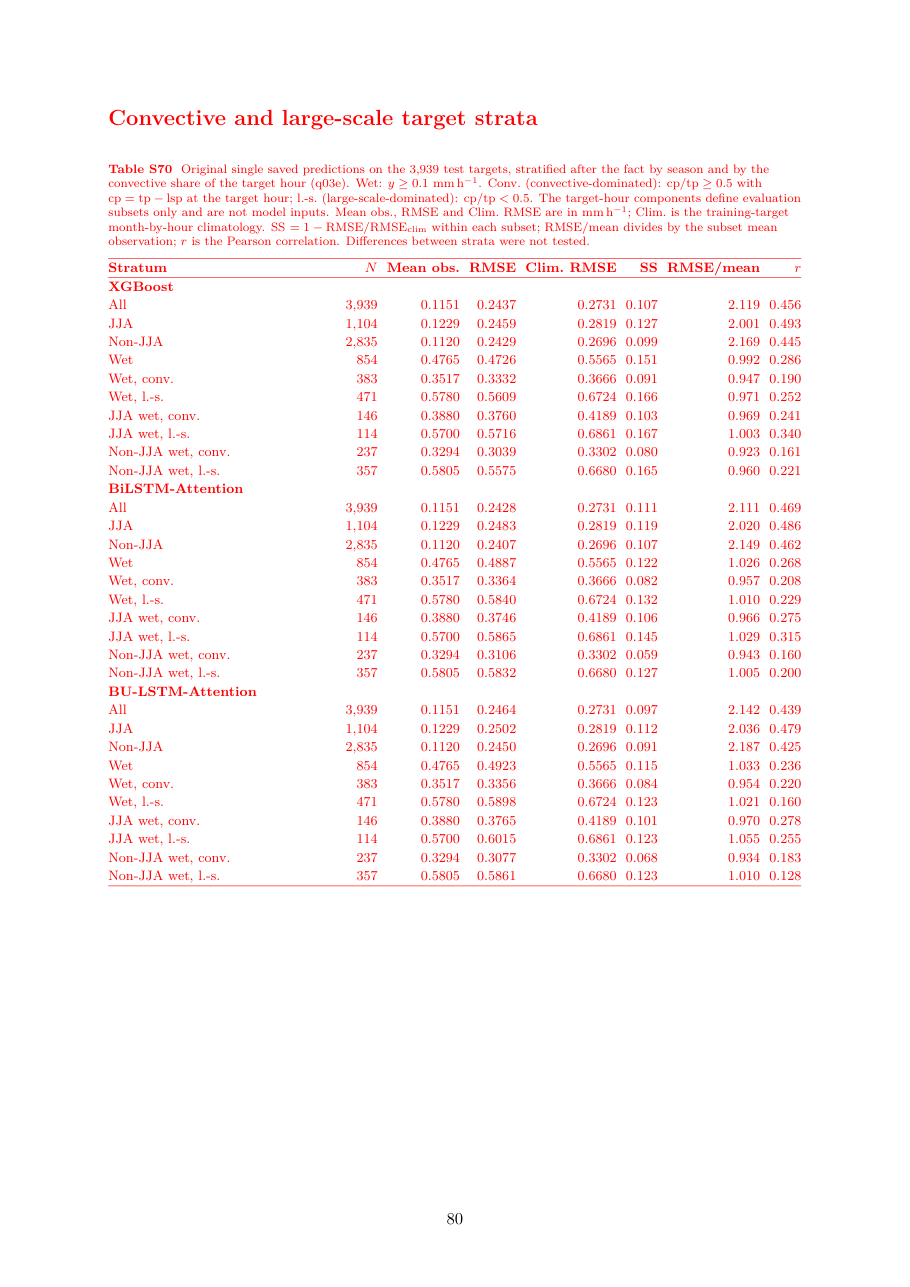 Convective and large-scale target strata
Table S70 Original single saved predictions on the 3,939 test targets, stratified after the fact by season and by the
convective share of the target hour (q03e). Wet: y ≥ 0.1 mm h⁻¹. Conv. (convective-dominated): cp/tp ≥ 0.5 with
cp = tp − lsp at the target hour; l.-s. (large-scale-dominated): cp/tp < 0.5. The target-hour components define evaluation
subsets only and are not model inputs. Mean obs., RMSE and Clim. RMSE are in mm h⁻¹; Clim. is the training-target
month-by-hour climatology. SS = 1 − RMSE/RMSEclim within each subset; RMSE/mean divides by the subset mean
observation; r is the Pearson correlation. Differences between strata were not tested.
Stratum N Mean obs. RMSE Clim. RMSE SS RMSE/mean r
XGBoost
All 3,939 0.1151 0.2437 0.2731 0.107 2.119 0.456
JJA 1,104 0.1229 0.2459 0.2819 0.127 2.001 0.493
Non-JJA 2,835 0.1120 0.2429 0.2696 0.099 2.169 0.445
Wet 854 0.4765 0.4726 0.5565 0.151 0.992 0.286
Wet, conv. 383 0.3517 0.3332 0.3666 0.091 0.947 0.190
Wet, l.-s. 471 0.5780 0.5609 0.6724 0.166 0.971 0.252
JJA wet, conv. 146 0.3880 0.3760 0.4189 0.103 0.969 0.241
JJA wet, l.-s. 114 0.5700 0.5716 0.6861 0.167 1.003 0.340
Non-JJA wet, conv. 237 0.3294 0.3039 0.3302 0.080 0.923 0.161
Non-JJA wet, l.-s. 357 0.5805 0.5575 0.6680 0.165 0.960 0.221
BiLSTM-Attention
All 3,939 0.1151 0.2428 0.2731 0.111 2.111 0.469
JJA 1,104 0.1229 0.2483 0.2819 0.119 2.020 0.486
Non-JJA 2,835 0.1120 0.2407 0.2696 0.107 2.149 0.462
Wet 854 0.4765 0.4887 0.5565 0.122 1.026 0.268
Wet, conv. 383 0.3517 0.3364 0.3666 0.082 0.957 0.208
Wet, l.-s. 471 0.5780 0.5840 0.6724 0.132 1.010 0.229
JJA wet, conv. 146 0.3880 0.3746 0.4189 0.106 0.966 0.275
JJA wet, l.-s. 114 0.5700 0.5865 0.6861 0.145 1.029 0.315
Non-JJA wet, conv. 237 0.3294 0.3106 0.3302 0.059 0.943 0.160
Non-JJA wet, l.-s. 357 0.5805 0.5832 0.6680 0.127 1.005 0.200
BU-LSTM-Attention
All 3,939 0.1151 0.2464 0.2731 0.097 2.142 0.439
JJA 1,104 0.1229 0.2502 0.2819 0.112 2.036 0.479
Non-JJA 2,835 0.1120 0.2450 0.2696 0.091 2.187 0.425
Wet 854 0.4765 0.4923 0.5565 0.115 1.033 0.236
Wet, conv. 383 0.3517 0.3356 0.3666 0.084 0.954 0.220
Wet, l.-s. 471 0.5780 0.5898 0.6724 0.123 1.021 0.160
JJA wet, conv. 146 0.3880 0.3765 0.4189 0.101 0.970 0.278
JJA wet, l.-s. 114 0.5700 0.6015 0.6861 0.123 1.055 0.255
Non-JJA wet, conv. 237 0.3294 0.3077 0.3302 0.068 0.934 0.183
Non-JJA wet, l.-s. 357 0.5805 0.5861 0.6680 0.123 1.010 0.128
80